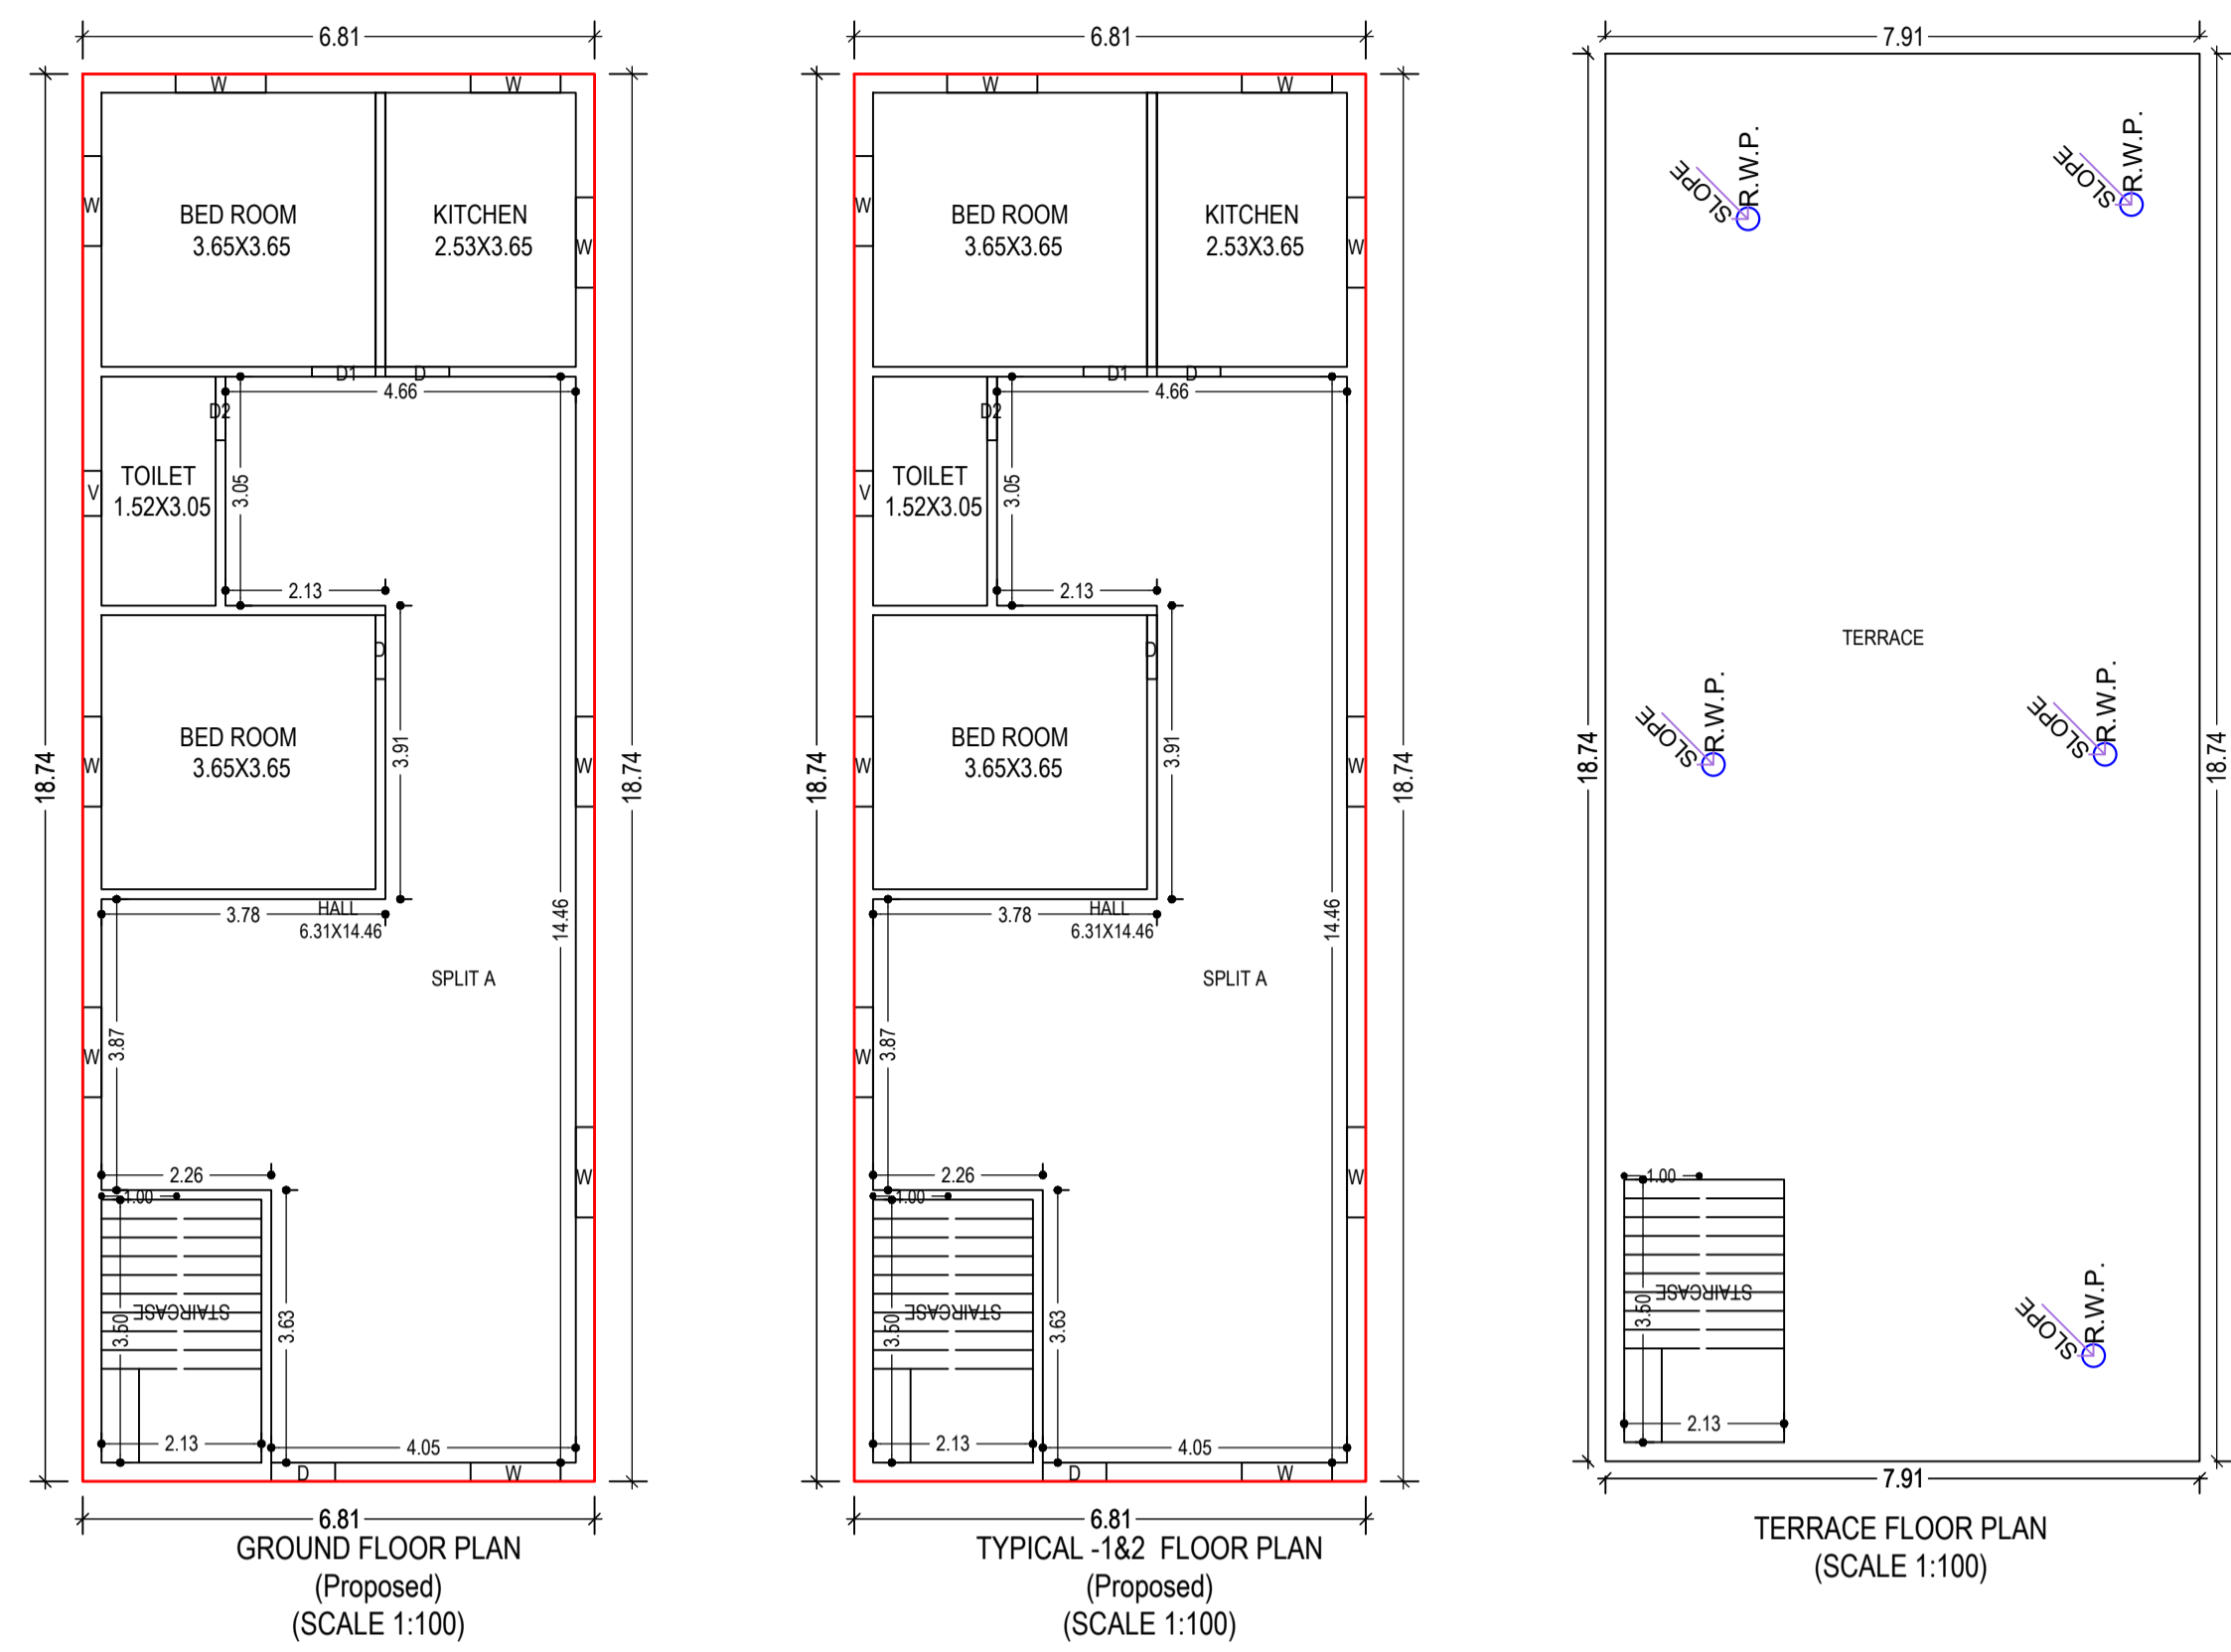 6.81
18.74
18.74
W
W
W
W
BED ROOM
3.65X3.65
KITCHEN
2.53X3.65
D1
D
4.66
D2
TOILET
1.52X3.05
V
3.05
2.13
D
BED ROOM
3.65X3.65
W
W
3.91
3.78
HALL
6.31X14.46
14.46
SPLIT A
W
3.87
2.26
W
1.00
STAIRCASE
3.50
3.63
2.13
4.05
D
W
6.81
GROUND FLOOR PLAN
(Proposed)
(SCALE 1:100)
6.81
18.74
18.74
W
W
W
W
BED ROOM
3.65X3.65
KITCHEN
2.53X3.65
D1
D
4.66
D2
TOILET
1.52X3.05
V
3.05
2.13
D
BED ROOM
3.65X3.65
W
W
3.91
3.78
HALL
6.31X14.46
14.46
SPLIT A
W
3.87
2.26
W
1.00
STAIRCASE
3.50
3.63
2.13
4.05
D
W
6.81
TYPICAL -1&2 FLOOR PLAN
(Proposed)
(SCALE 1:100)
7.91
18.74
18.74
SLOPE
R.W.P.
SLOPE
R.W.P.
TERRACE
SLOPE
R.W.P.
SLOPE
R.W.P.
1.00
STAIRCASE
3.50
2.13
SLOPE
R.W.P.
7.91
TERRACE FLOOR PLAN
(SCALE 1:100)